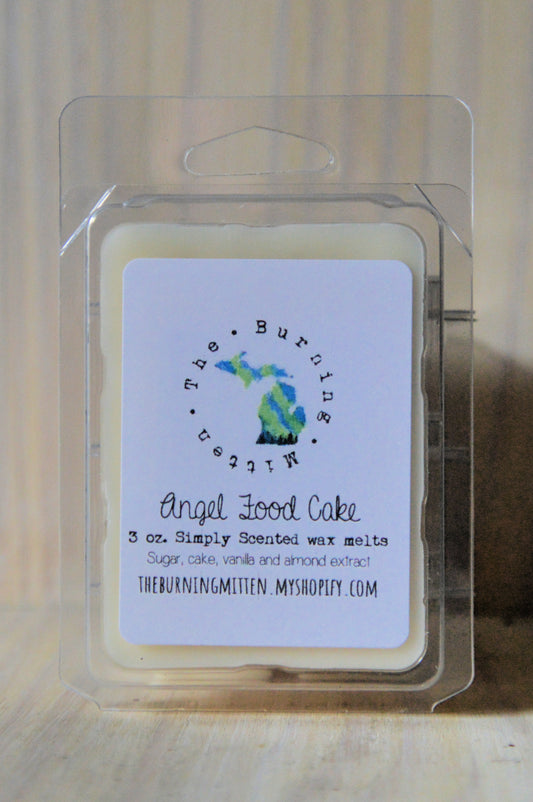 The • Burning • Mitten •
Angel Food Cake
3 oz. Simply Scented wax melts
Sugar, cake, vanilla and almond extract
THEBURNINGMITTEN.MYSHOPIFY.COM